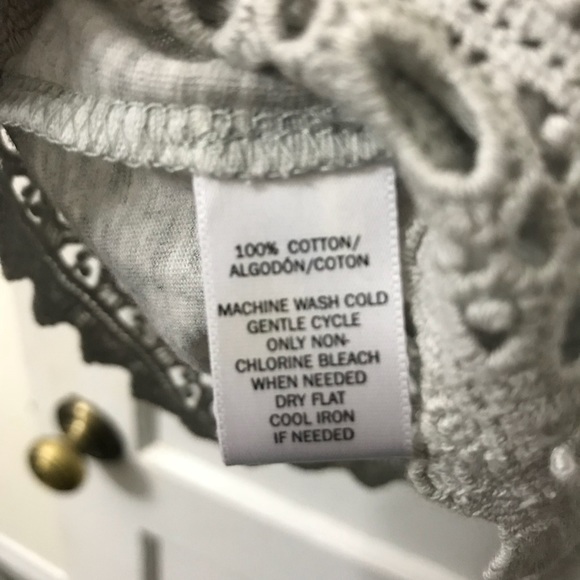 100% COTTON/
ALGODÓN/COTON
MACHINE WASH COLD
GENTLE CYCLE
ONLY NON-
CHLORINE BLEACH
WHEN NEEDED
DRY FLAT
COOL IRON
IF NEEDED